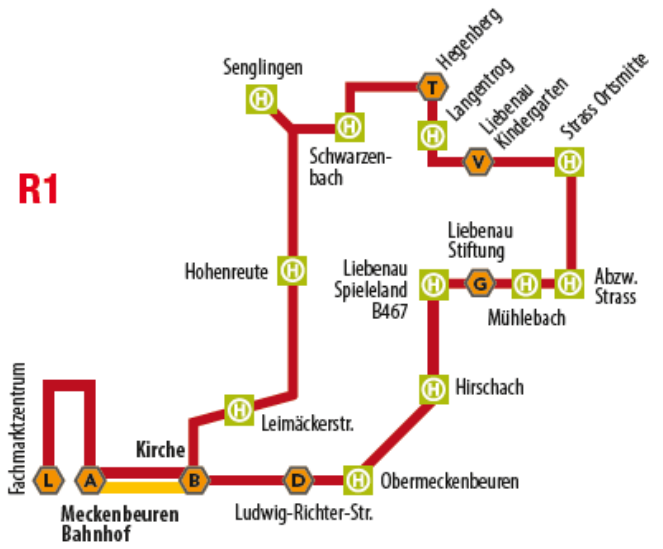 Hegenberg
Senglingen
H
T
Langentrog
Liebenau
Kindergarten
Strass Ortsmitte
H
H
Schwarzen-
bach
V
H
R1
Hohenreute
H
Liebenau
Stiftung
Liebenau
Spieleland
B467
H
G
H
H
Abzw.
Strass
Mühlebach
Fachmarktzentrum
H
Leimäckerstr.
H
Hirschach
Kirche
L
A
B
D
H
Obermeckenbeuren
Meckenbeuren
Bahnhof
Ludwig-Richter-Str.